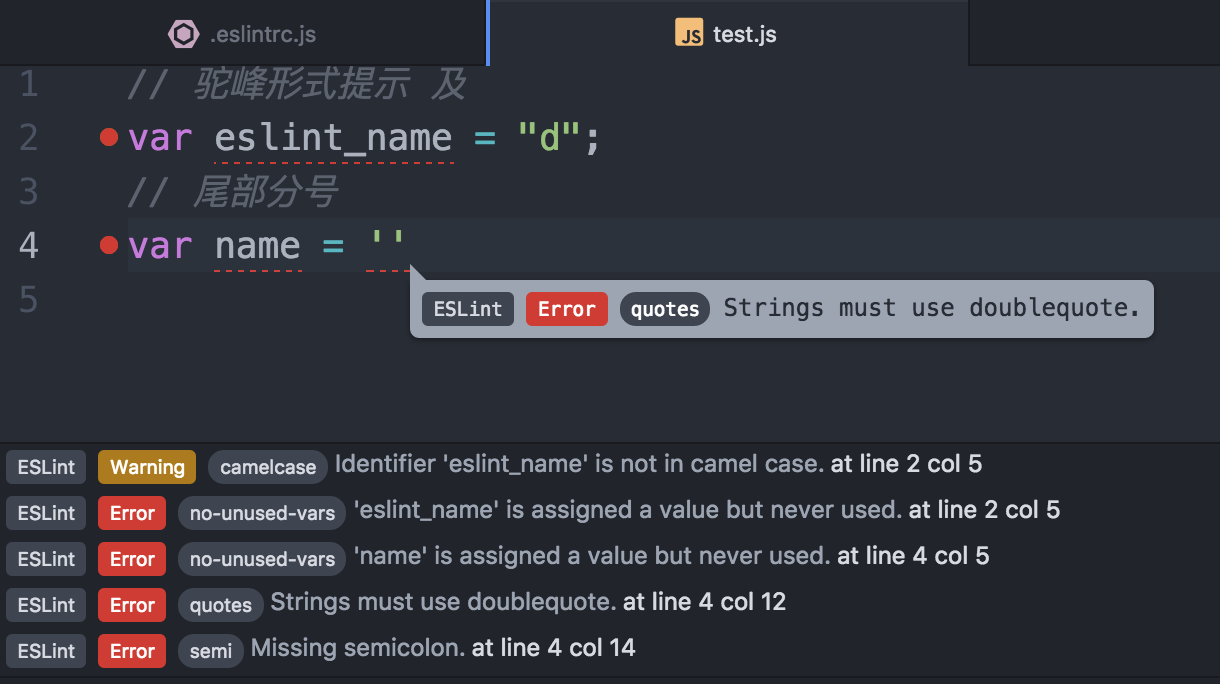 .eslintrc.js
JS test.js
1 // 驼峰形式提示 及
2 var eslint_name = "d";
3 // 尾部分号
4 var name = ''
5
ESLint Error quotes Strings must use doublequote.
ESLint Warning camelcase Identifier 'eslint_name' is not in camel case. at line 2 col 5
ESLint Error no-unused-vars 'eslint_name' is assigned a value but never used. at line 2 col 5
ESLint Error no-unused-vars 'name' is assigned a value but never used. at line 4 col 5
ESLint Error quotes Strings must use doublequote. at line 4 col 12
ESLint Error semi Missing semicolon. at line 4 col 14